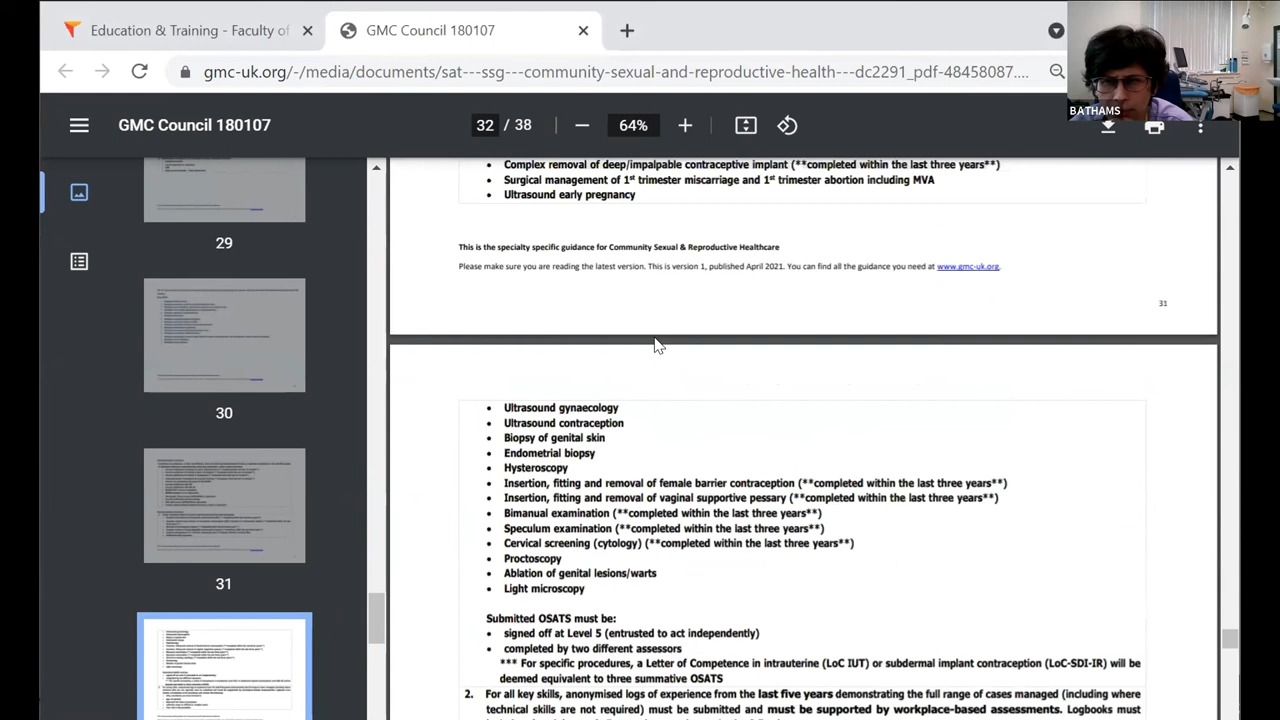 Education & Training - Faculty of
GMC Council 180107
gmc-uk.org/-/media/documents/sat---ssg---community-sexual-and-reproductive-health---dc2291_pdf-48458087....
BATHAMS
GMC Council 180107
32 / 38
64%
29
30
31
• Complex removal of deep/impalpable contraceptive implant (**completed within the last three years**)
• Surgical management of 1st trimester miscarriage and 1st trimester abortion including MVA
• Ultrasound early pregnancy
This is the specialty specific guidance for Community Sexual & Reproductive Healthcare
Please make sure you are reading the latest version. This is version 1, published April 2021. You can find all the guidance you need at www.gmc-uk.org.
31
• Ultrasound gynaecology
• Ultrasound contraception
• Biopsy of genital skin
• Endometrial biopsy
• Hysteroscopy
• Insertion, fitting and removal of female barrier contraception (**completed within the last three years**)
• Insertion, fitting and removal of vaginal supportive pessary (**completed within the last three years**)
• Bimanual examination (**completed within the last three years**)
• Speculum examination (**completed within the last three years**)
• Cervical screening (cytology) (**completed within the last three years**)
• Proctoscopy
• Ablation of genital lesions/warts
• Light microscopy
Submitted OSATS must be:
• signed off at Level 5 (entrusted to act independently)
• completed by two different assessors
*** For specific procedures, a Letter of Competence in intrauterine (LoC IUT) or subdermal implant contraception (LoC-SDI-IR) will be
deemed equivalent to the summative OSATS
2. For all key skills, anonymised logs of experience from the last five years demonstrating the full range of cases managed (including where
technical skills are not required) must be submitted and must be supported by workplace-based assessments. Logbooks must